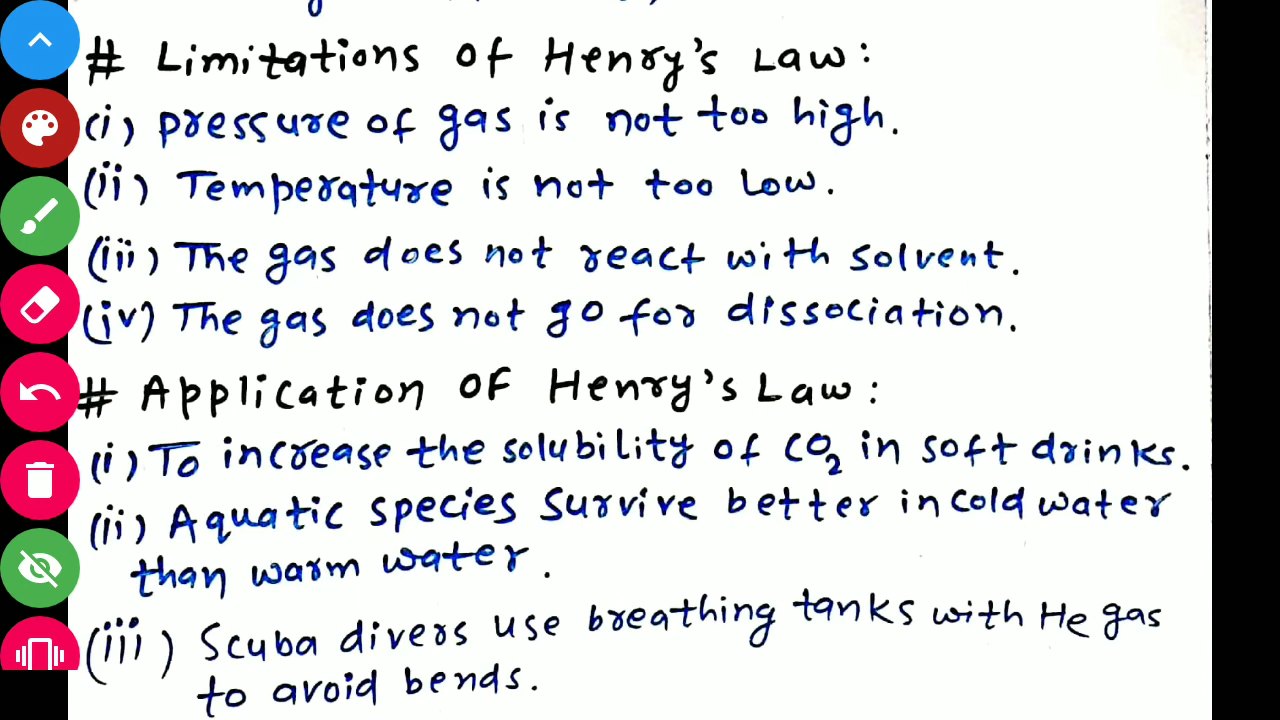 # Limitations of Henry's Law:
(i) pressure of gas is not too high.
(ii) Temperature is not too Low.
(iii) The gas does not react with solvent.
(iv) The gas does not go for dissociation.
# Application OF Henry's Law:
(i) To increase the solubility of CO₂ in soft drinks.
(ii) Aquatic species survive better in cold water
than warm water.
(iii) Scuba divers use breathing tanks with He gas
to avoid bends.